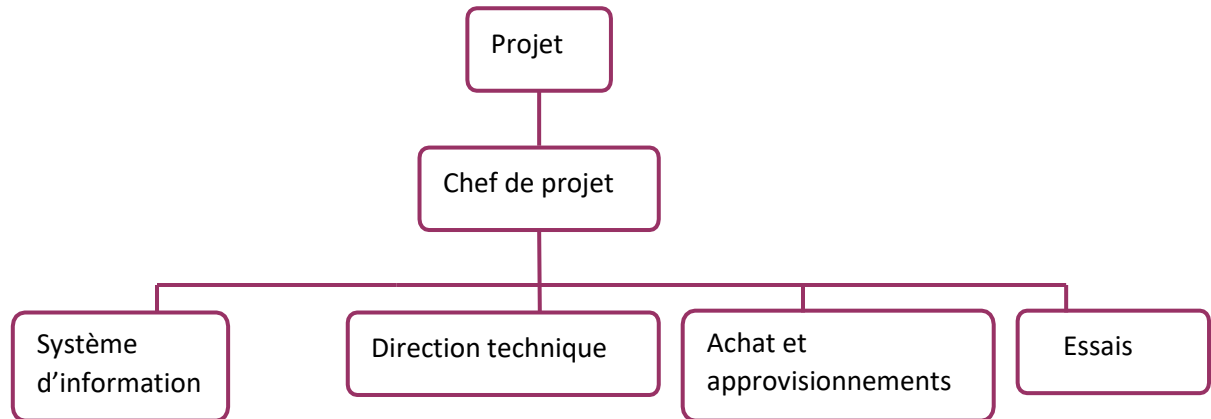 Projet
Chef de projet
Système
d’information
Direction technique
Achat et
approvisionnements
Essais